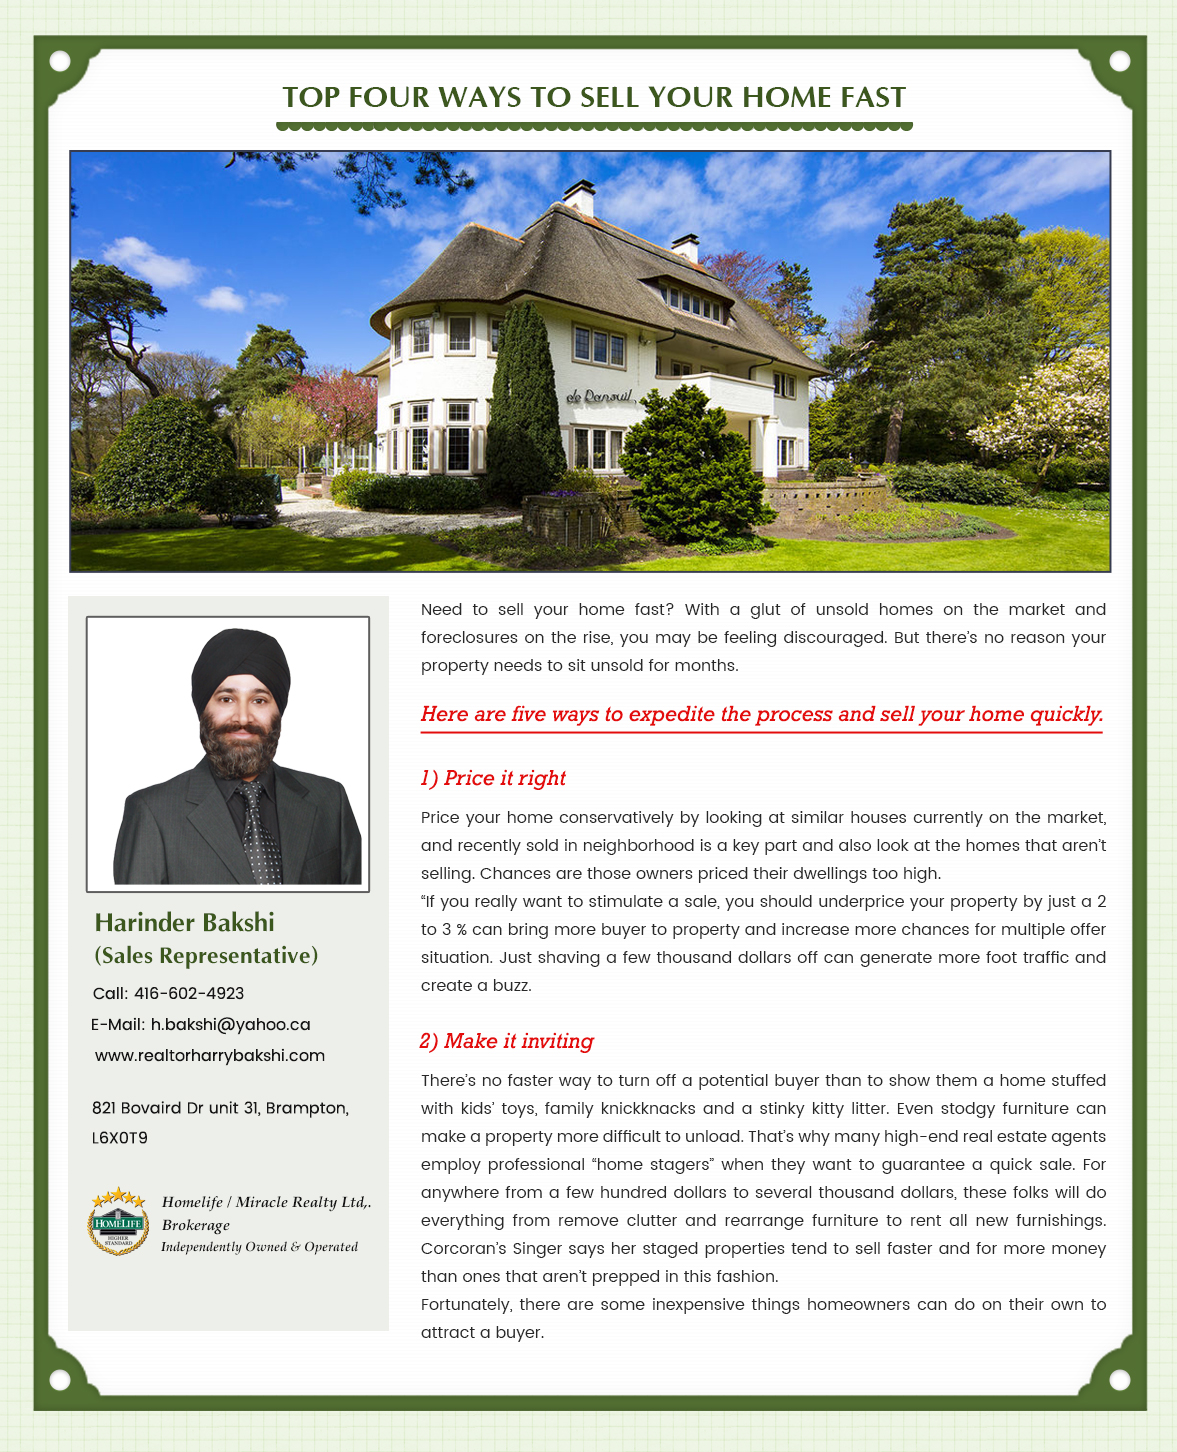 TOP FOUR WAYS TO SELL YOUR HOME FAST
de Danouil
Need to sell your home fast? With a glut of unsold homes on the market and
foreclosures on the rise, you may be feeling discouraged. But there's no reason your
property needs to sit unsold for months.
Here are five ways to expedite the process and sell your home quickly.
1) Price it right
Price your home conservatively by looking at similar houses currently on the market,
and recently sold in neighborhood is a key part and also look at the homes that aren't
selling. Chances are those owners priced their dwellings too high.
“If you really want to stimulate a sale, you should underprice your property by just a 2
to 3 % can bring more buyer to property and increase more chances for multiple offer
situation. Just shaving a few thousand dollars off can generate more foot traffic and
create a buzz.
2) Make it inviting
There's no faster way to turn off a potential buyer than to show them a home stuffed
with kids' toys, family knickknacks and a stinky kitty litter. Even stodgy furniture can
make a property more difficult to unload. That's why many high-end real estate agents
employ professional “home stagers” when they want to guarantee a quick sale. For
anywhere from a few hundred dollars to several thousand dollars, these folks will do
everything from remove clutter and rearrange furniture to rent all new furnishings.
Corcoran's Singer says her staged properties tend to sell faster and for more money
than ones that aren't prepped in this fashion.
Fortunately, there are some inexpensive things homeowners can do on their own to
attract a buyer.
Harinder Bakshi
(Sales Representative)
Call: 416-602-4923
E-Mail: h.bakshi@yahoo.ca
www.realtorharrybakshi.com
821 Bovaird Dr unit 31, Brampton,
L6X0T9
HOMELIFE
HIGHER
STANDARD
Homelife / Miracle Realty Ltd,.
Brokerage
Independently Owned & Operated